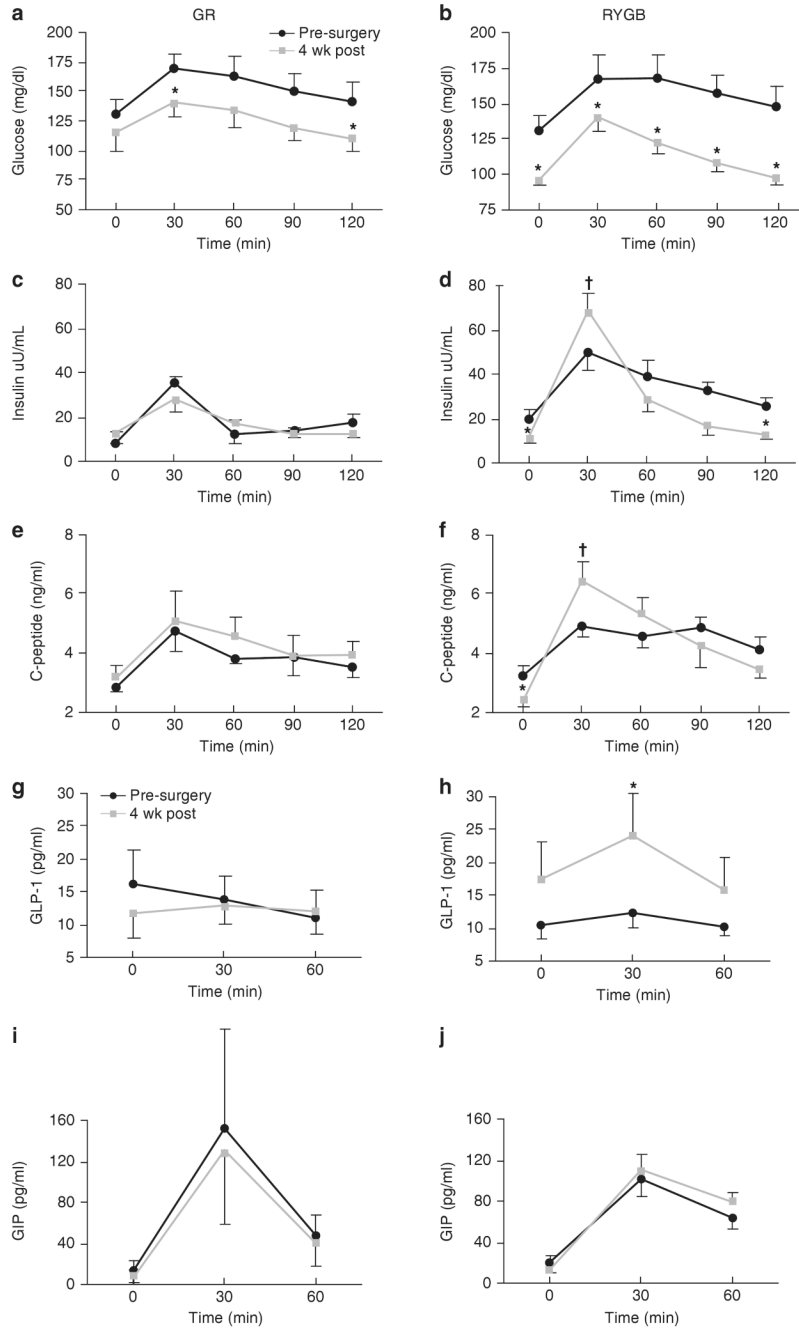 a
GR
b
RYGB
Pre-surgery
4 wk post
Glucose (mg/dl)
200
175
150
125
100
75
50
*
*
0 30 60 90 120
Time (min)
Glucose (mg/dl)
200
175
150
125
100
75
*
*
*
*
*
0 30 60 90 120
Time (min)
c
Insulin uU/mL
80
60
40
20
0
0 30 60 90 120
Time (min)
d
Insulin uU/mL
80
60
40
20
0
†
*
*
0 30 60 90 120
Time (min)
e
C-peptide (ng/ml)
8
6
4
2
0 30 60 90 120
Time (min)
f
C-peptide (ng/ml)
8
6
4
2
†
*
0 30 60 90 120
Time (min)
g
Pre-surgery
4 wk post
GLP-1 (pg/ml)
30
25
20
15
10
5
0 30 60
Time (min)
h
GLP-1 (pg/ml)
30
25
20
15
10
5
*
0 30 60
Time (min)
i
GIP (pg/ml)
160
120
80
40
0
0 30 60
Time (min)
j
GIP (pg/ml)
160
120
80
40
0
0 30 60
Time (min)